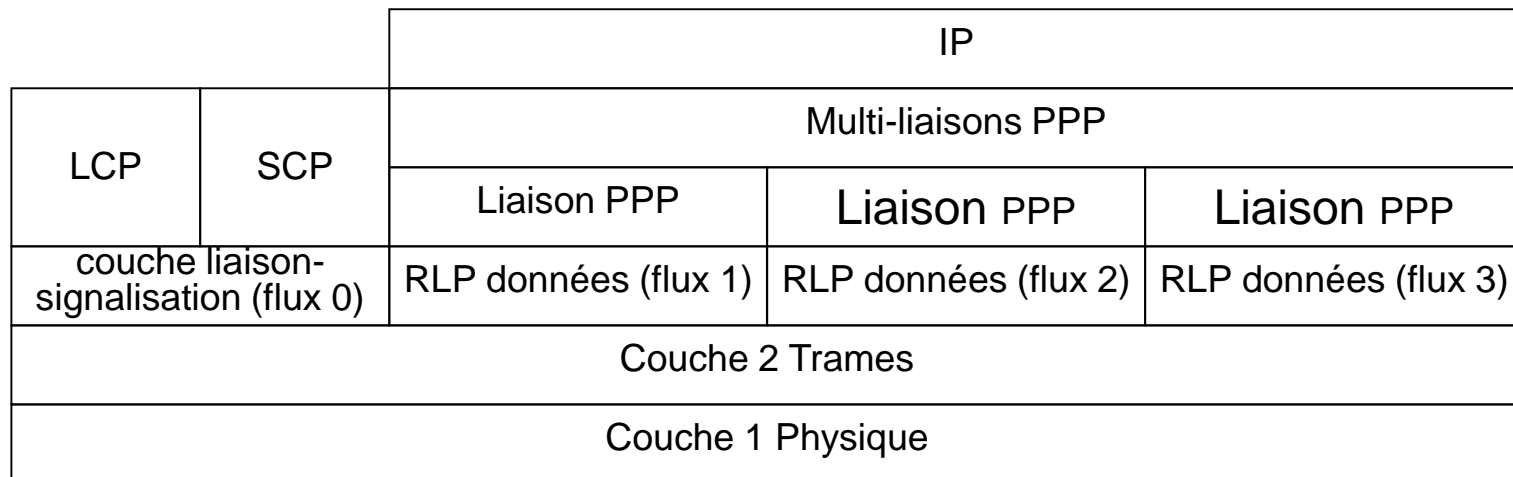 IP
Multi-liaisons PPP
LCP
SCP
Liaison PPP
Liaison PPP
Liaison PPP
couche liaison-
signalisation (flux 0)
RLP données (flux 1)
RLP données (flux 2)
RLP données (flux 3)
Couche 2 Trames
Couche 1 Physique